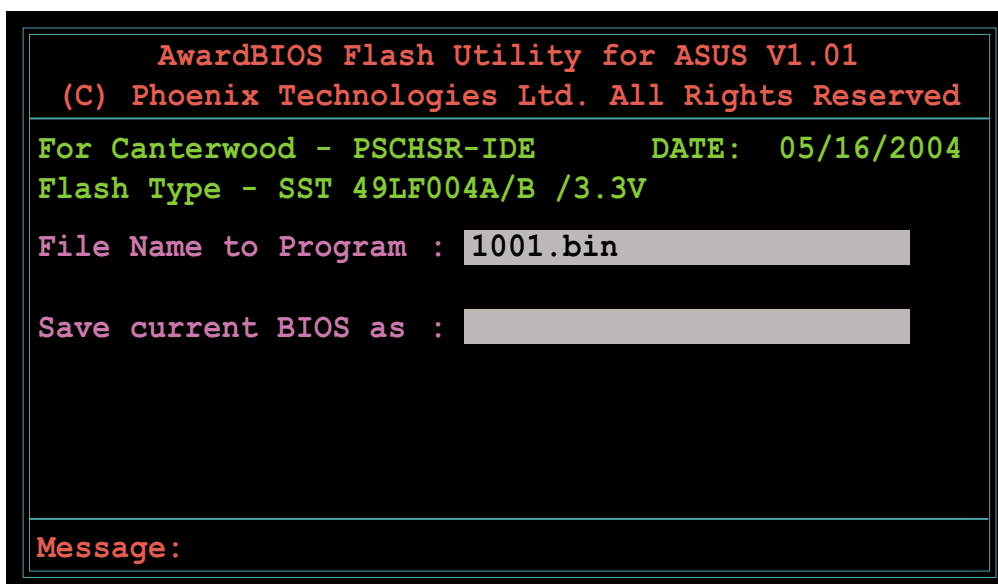 AwardBIOS Flash Utility for ASUS V1.01
(C) Phoenix Technologies Ltd. All Rights Reserved
For Canterwood - PSCHSR-IDE DATE: 05/16/2004
Flash Type - SST 49LF004A/B /3.3V
File Name to Program : 1001.bin
Save current BIOS as :
Message: